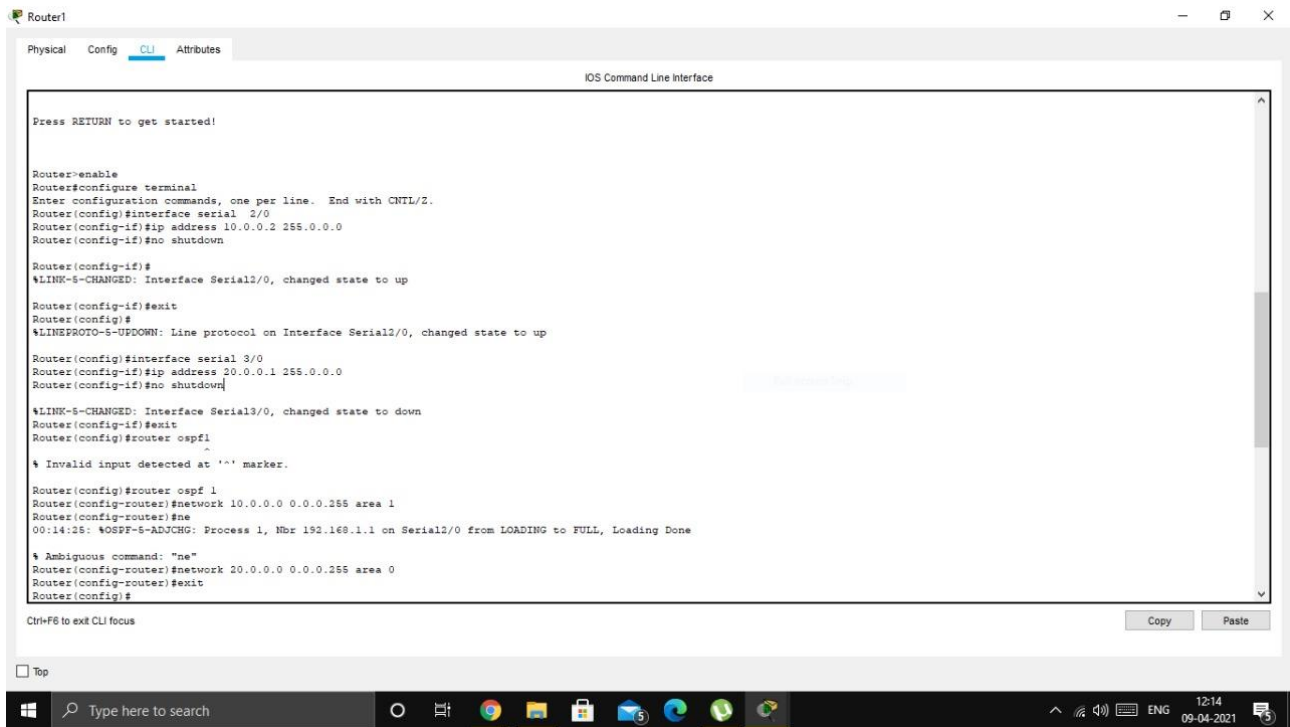 Router1
Physical Config CLI Attributes
IOS Command Line Interface
Press RETURN to get started!
Router>enable
Router#configure terminal
Enter configuration commands, one per line.  End with CNTL/Z.
Router(config)#interface serial  2/0
Router(config-if)#ip address 10.0.0.2 255.0.0.0
Router(config-if)#no shutdown
Router(config-if)#
%LINK-5-CHANGED: Interface Serial2/0, changed state to up
Router(config-if)#exit
Router(config)#
%LINEPROTO-5-UPDOWN: Line protocol on Interface Serial2/0, changed state to up
Router(config)#interface serial 3/0
Router(config-if)#ip address 20.0.0.1 255.0.0.0
Router(config-if)#no shutdown
%LINK-5-CHANGED: Interface Serial3/0, changed state to down
Router(config-if)#exit
Router(config)#router ospf1
^
% Invalid input detected at '^' marker.
Router(config)#router ospf 1
Router(config-router)#network 10.0.0.0 0.0.0.255 area 1
Router(config-router)#ne
00:14:25: %OSPF-5-ADJCHG: Process 1, Nbr 192.168.1.1 on Serial2/0 from LOADING to FULL, Loading Done
% Ambiguous command: "ne"
Router(config-router)#network 20.0.0.0 0.0.0.255 area 0
Router(config-router)#exit
Router(config)#
Ctrl+F6 to exit CLI focus
Copy Paste
Top
Type here to search
5
ENG
12:14
09-04-2021
5